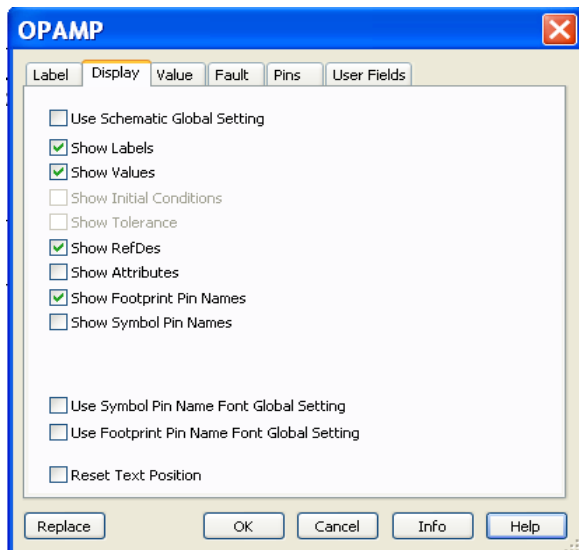 OPAMP
Label Display Value Fault Pins User Fields
Use Schematic Global Setting
Show Labels
Show Values
Show Initial Conditions
Show Tolerance
Show RefDes
Show Attributes
Show Footprint Pin Names
Show Symbol Pin Names
Use Symbol Pin Name Font Global Setting
Use Footprint Pin Name Font Global Setting
Reset Text Position
Replace OK Cancel Info Help